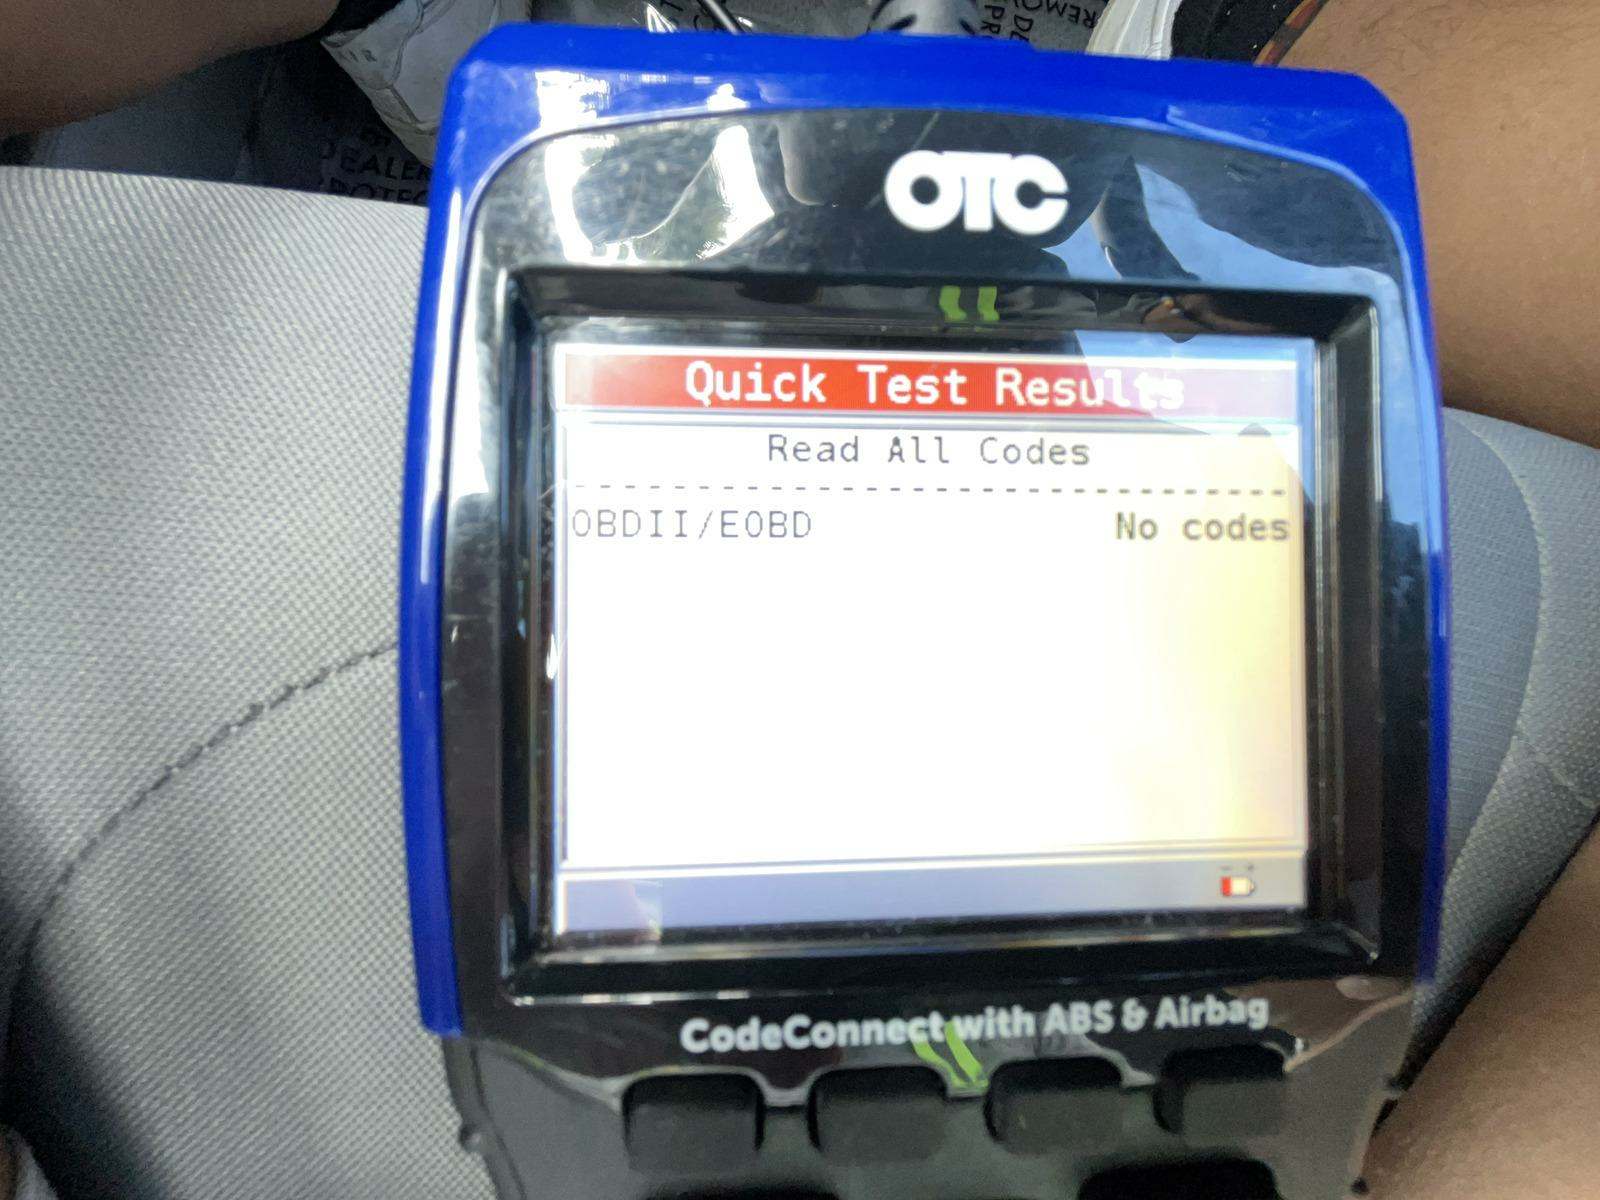 OTC
Quick Test Results
Read All Codes
--------------------------------
OBDII/EOBD No codes
CodeConnect with ABS & Airbag